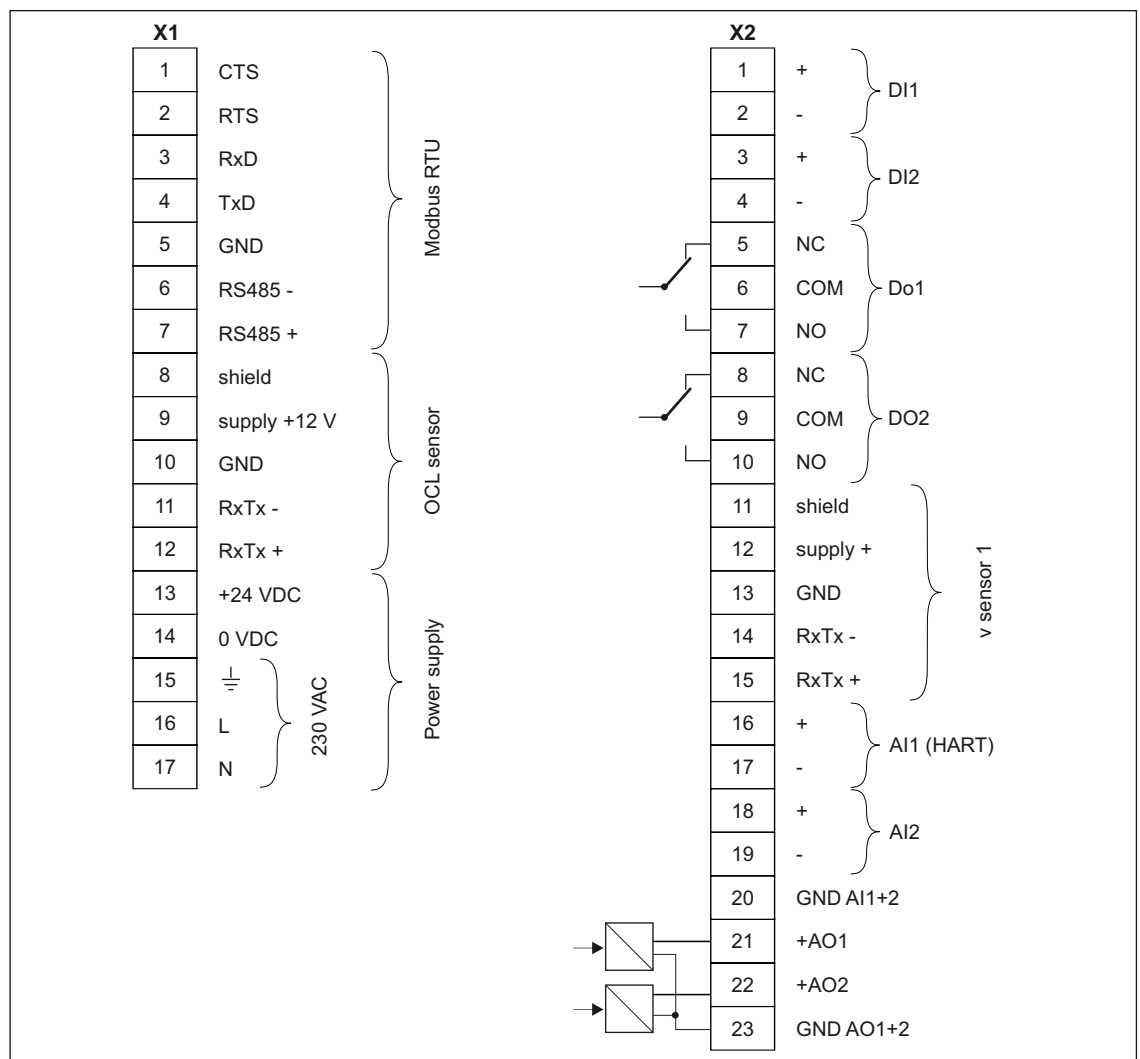 X1
1 CTS
2 RTS
3 RxD
4 TxD
5 GND
6 RS485 -
7 RS485 +
Modbus RTU
8 shield
9 supply +12 V
10 GND
11 RxTx -
12 RxTx +
OCL sensor
13 +24 VDC
14 0 VDC
15
16 L
17 N
230 VAC
Power supply
X2
1 +
2 -
DI1
3 +
4 -
DI2
5 NC
6 COM
7 NO
Do1
8 NC
9 COM
10 NO
DO2
11 shield
12 supply +
13 GND
14 RxTx -
15 RxTx +
v sensor 1
16 +
17 -
AI1 (HART)
18 +
19 -
AI2
20 GND AI1+2
21 +AO1
22 +AO2
23 GND AO1+2